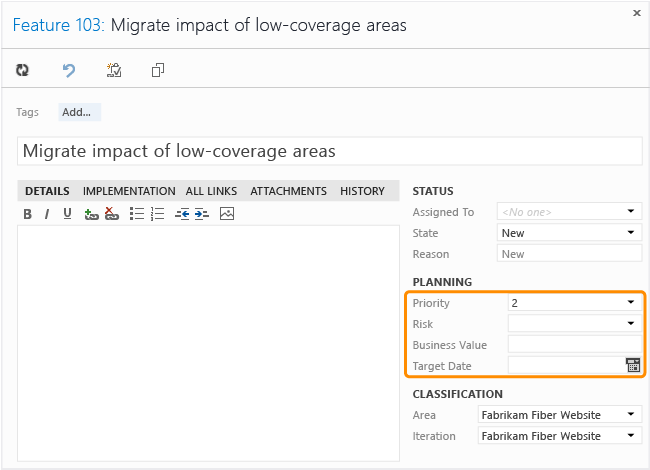 Feature 103: Migrate impact of low-coverage areas
Tags Add...
Migrate impact of low-coverage areas
DETAILS IMPLEMENTATION ALL LINKS ATTACHMENTS HISTORY
B I U
STATUS
Assigned To <No one>
State New
Reason New
PLANNING
Priority 2
Risk
Business Value
Target Date
CLASSIFICATION
Area Fabrikam Fiber Website
Iteration Fabrikam Fiber Website